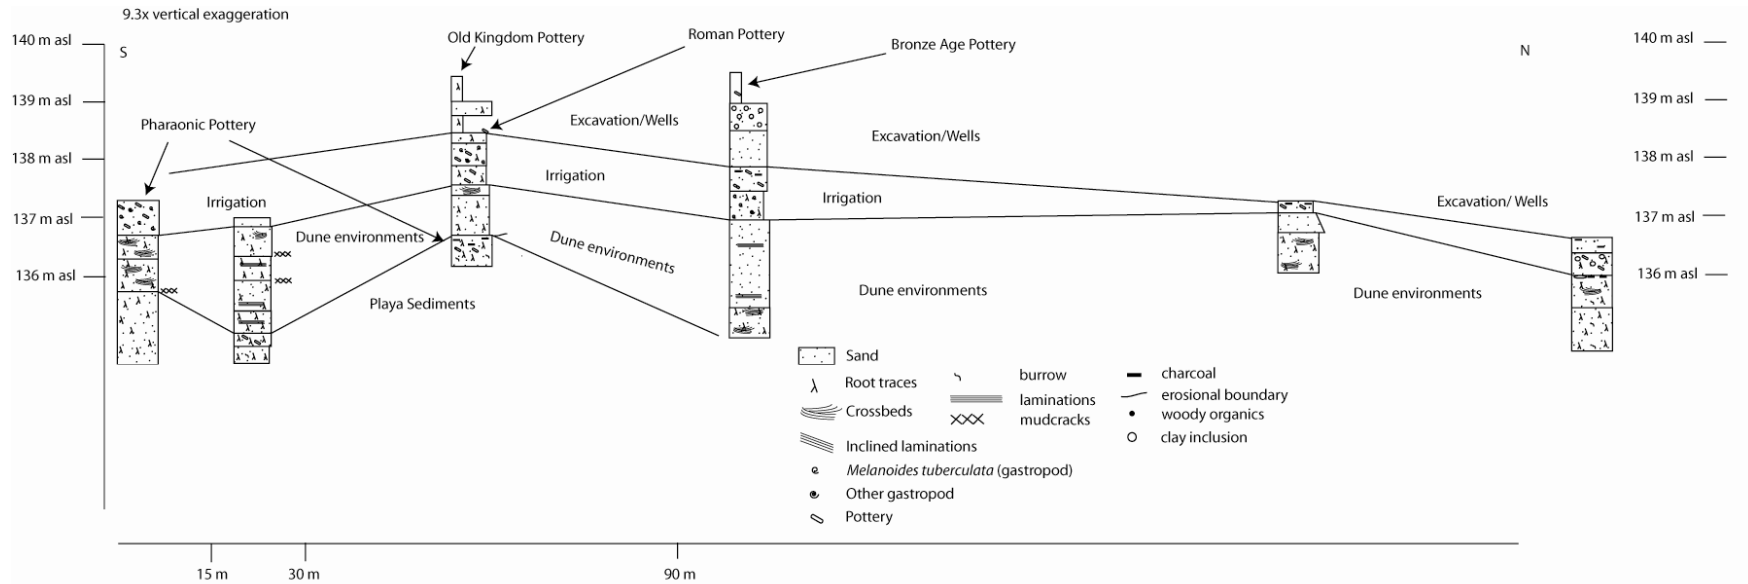 9.3x vertical exaggeration
140 m asl
S
Old Kingdom Pottery
Roman Pottery
Bronze Age Pottery
N
140 m asl
139 m asl
139 m asl
Pharaonic Pottery
Excavation/Wells
Excavation/Wells
138 m asl
138 m asl
Irrigation
Irrigation
Irrigation
Excavation/ Wells
137 m asl
137 m asl
Dune environments
Dune environments
136 m asl
136 m asl
Playa Sediments
Dune environments
Dune environments
Sand
Root traces
Crossbeds
Inclined laminations
Melanoides tuberculata (gastropod)
Other gastropod
Pottery
burrow
laminations
mudcracks
charcoal
erosional boundary
woody organics
clay inclusion
15 m
30 m
90 m